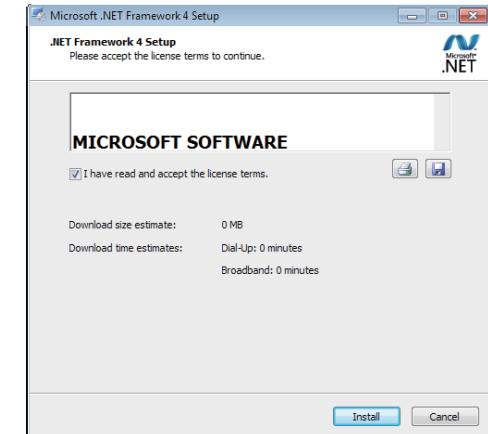 Microsoft .NET Framework 4 Setup
.NET Framework 4 Setup
Please accept the license terms to continue.
Microsoft
.NET
MICROSOFT SOFTWARE
I have read and accept the license terms.
Download size estimate: 0 MB
Download time estimates: Dial-Up: 0 minutes
Broadband: 0 minutes
Install Cancel